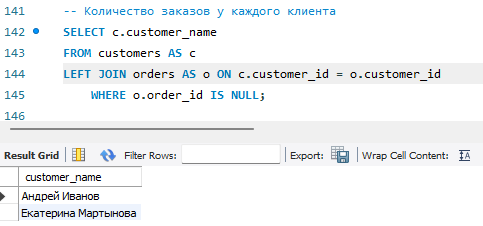 141 -- Количество заказов у каждого клиента
142 SELECT c.customer_name
143 FROM customers AS c
144 LEFT JOIN orders AS o ON c.customer_id = o.customer_id
145 WHERE o.order_id IS NULL;
146
Result Grid Filter Rows: Export: Wrap Cell Content:
customer_name
Андрей Иванов
Екатерина Мартынова